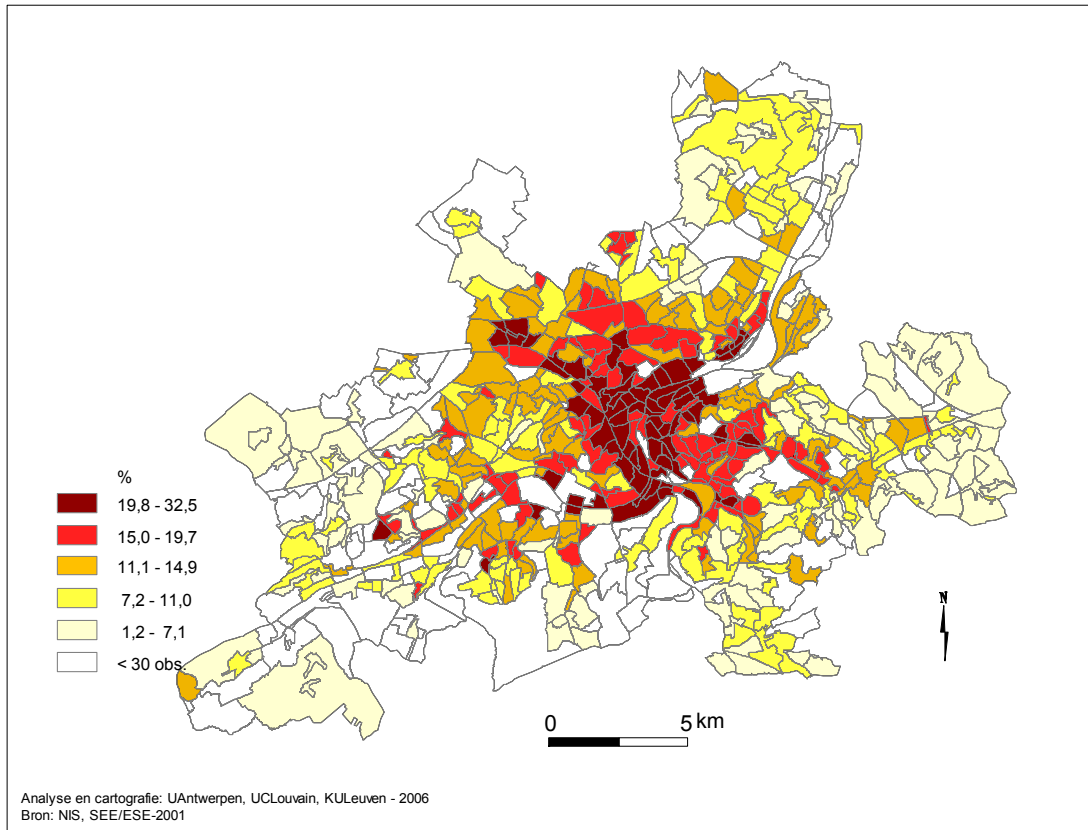 %
19,8 - 32,5
15,0 - 19,7
11,1 - 14,9
7,2 - 11,0
1,2 - 7,1
< 30 obs.
N
0 5 km
Analyse en cartografie: UAntwerpen, UCLouvain, KULeuven - 2006
Bron: NIS, SEE/ESE-2001